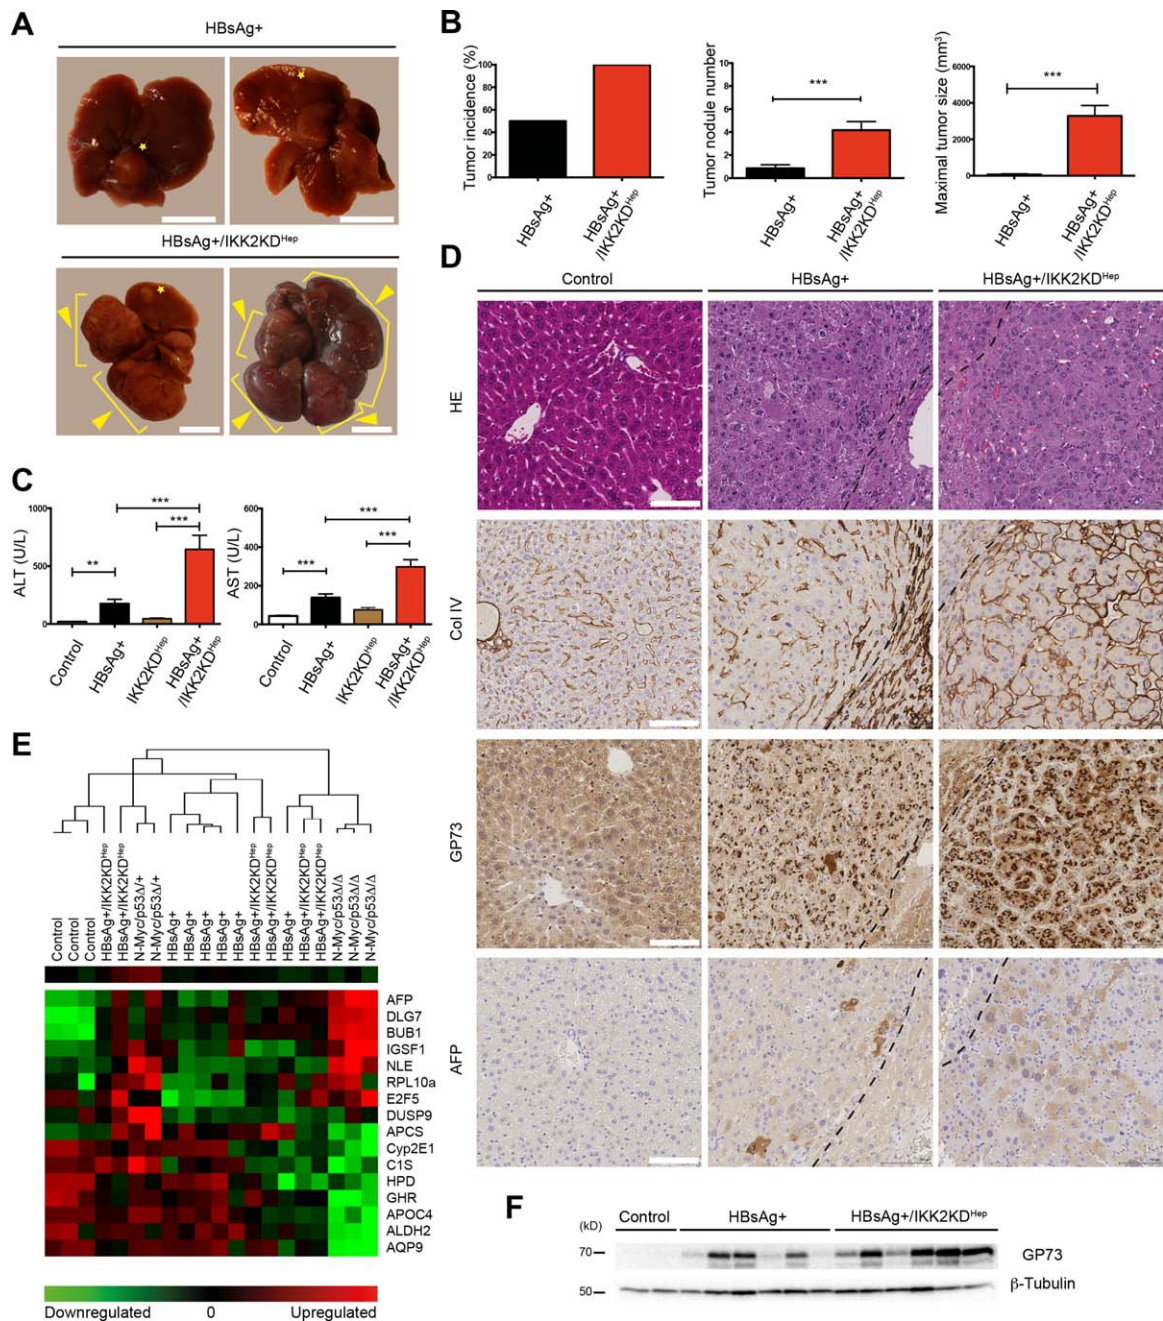 A
HBsAg+
HBsAg+/IKK2KDHep
B
Tumor incidence (%)
100
80
60
40
20
0
HBsAg+
HBsAg+
/IKK2KDHep
Tumor nodule number
10
8
6
4
2
0
***
HBsAg+
HBsAg+
/IKK2KDHep
Maximal tumor size (mm3)
6000
4000
2000
0
***
HBsAg+
HBsAg+
/IKK2KDHep
C
ALT (U/L)
1000
500
0
**
***
***
Control
HBsAg+
IKK2KDHep
HBsAg+
/IKK2KDHep
AST (U/L)
600
400
200
0
***
***
***
Control
HBsAg+
IKK2KDHep
HBsAg+
/IKK2KDHep
D
Control
HBsAg+
HBsAg+/IKK2KDHep
HE
Col IV
GP73
AFP
E
Control
Control
Control
HBsAg+/IKK2KDHep
HBsAg+/IKK2KDHep
N-Myc/p53Δ/+
N-Myc/p53Δ/+
HBsAg+
HBsAg+
HBsAg+
HBsAg+
HBsAg+
HBsAg+/IKK2KDHep
HBsAg+/IKK2KDHep
HBsAg+
HBsAg+
HBsAg+/IKK2KDHep
N-Myc/p53Δ/Δ
N-Myc/p53Δ/Δ
N-Myc/p53Δ/Δ
AFP
DLG7
BUB1
IGSF1
NLE
RPL10a
E2F5
DUSP9
APCS
Cyp2E1
C1S
HPD
GHR
APOC4
ALDH2
AQP9
Downregulated 0 Upregulated
F
(kD)
Control
HBsAg+
HBsAg+/IKK2KDHep
70
GP73
50
β-Tubulin